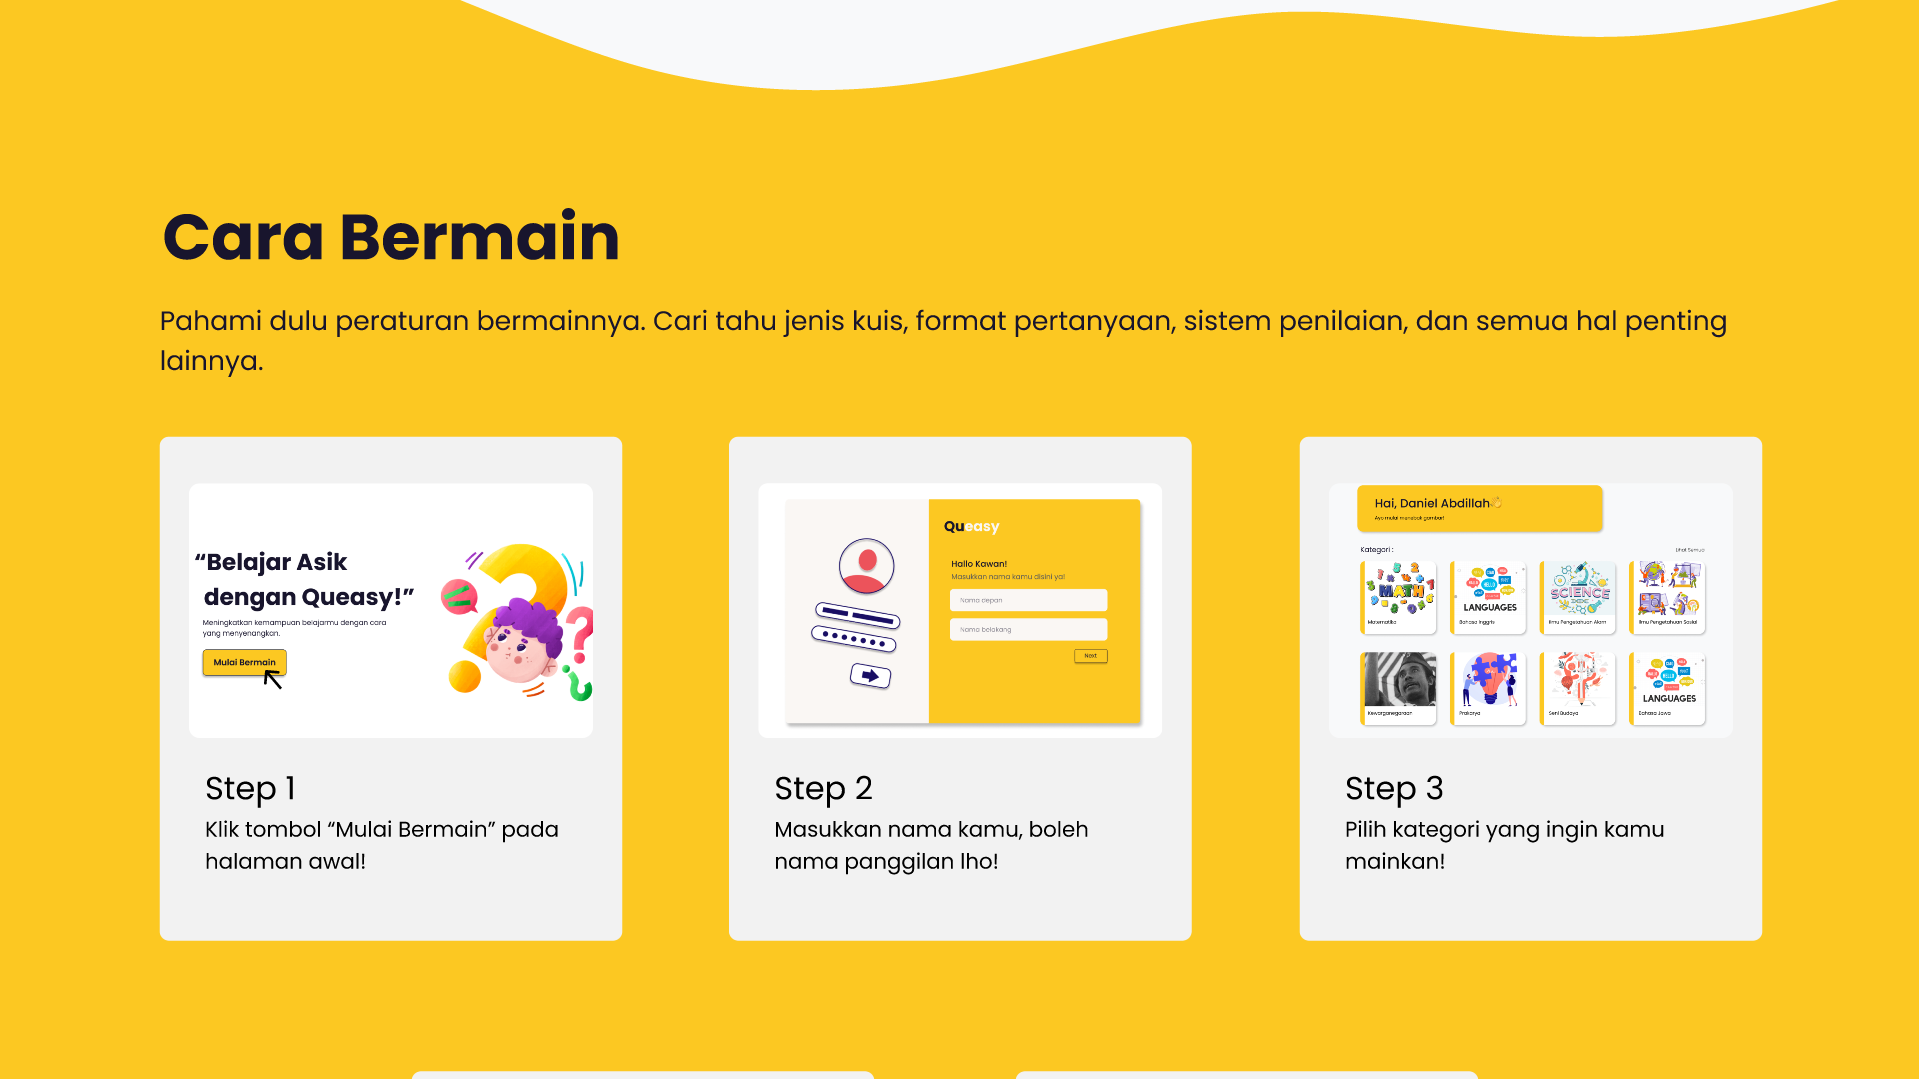 Cara Bermain
Pahami dulu peraturan bermainnya. Cari tahu jenis kuis, format pertanyaan, sistem penilaian, dan semua hal penting
lainnya.
“Belajar Asik
dengan Queasy!”
Meningkatkan kemampuan belajarmu dengan cara
yang menyenangkan.
Mulai Bermain
Step 1
Klik tombol “Mulai Bermain” pada
halaman awal!
Queasy
Hallo Kawan!
Masukkan nama kamu disini ya!
Nama depan
Nama belakang
Next
Step 2
Masukkan nama kamu, boleh
nama panggilan lho!
Hai, Daniel Abdillah
Ayo mulai menebak gambar!
Kategori :
Lihat Semua
MATH
Matematika
HELLO
LANGUAGES
Bahasa Inggris
SCIENCE
Ilmu Pengetahuan Alam
Ilmu Pengetahuan Sosial
Kewarganegaraan
Prakarya
Seni Budaya
HELLO
LANGUAGES
Bahasa Jawa
Step 3
Pilih kategori yang ingin kamu
mainkan!